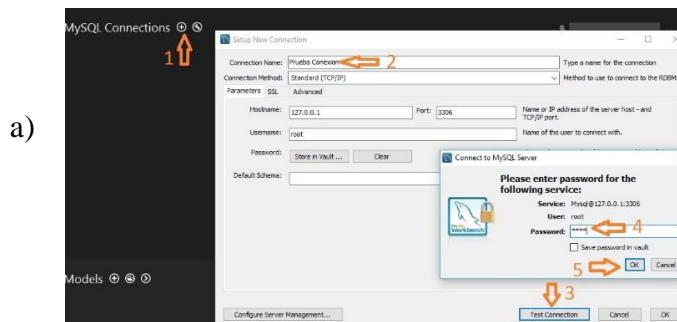 a)
MySQL Connections
1
Setup New Connection
Connection Name: Prueba Conexion 2 Type a name for the connection
Connection Method: Standard (TCP/IP) Method to use to connect to the RDBM
Parameters SSL Advanced
Hostname: 127.0.0.1 Port: 3306 Name or IP address of the server host - and
TCP/IP port.
Username: root Name of the user to connect with.
Password: Store in Vault ... Clear
Default Schema:
Connect to MySQL Server
Please enter password for the
following service:
Service: Mysql@127.0.0.1:3306
User: root
Password: **** 4
Save password in vault
5 OK Cancel
MySQL
Workbench
Models
3
Configure Server Management... Test Connection Cancel OK